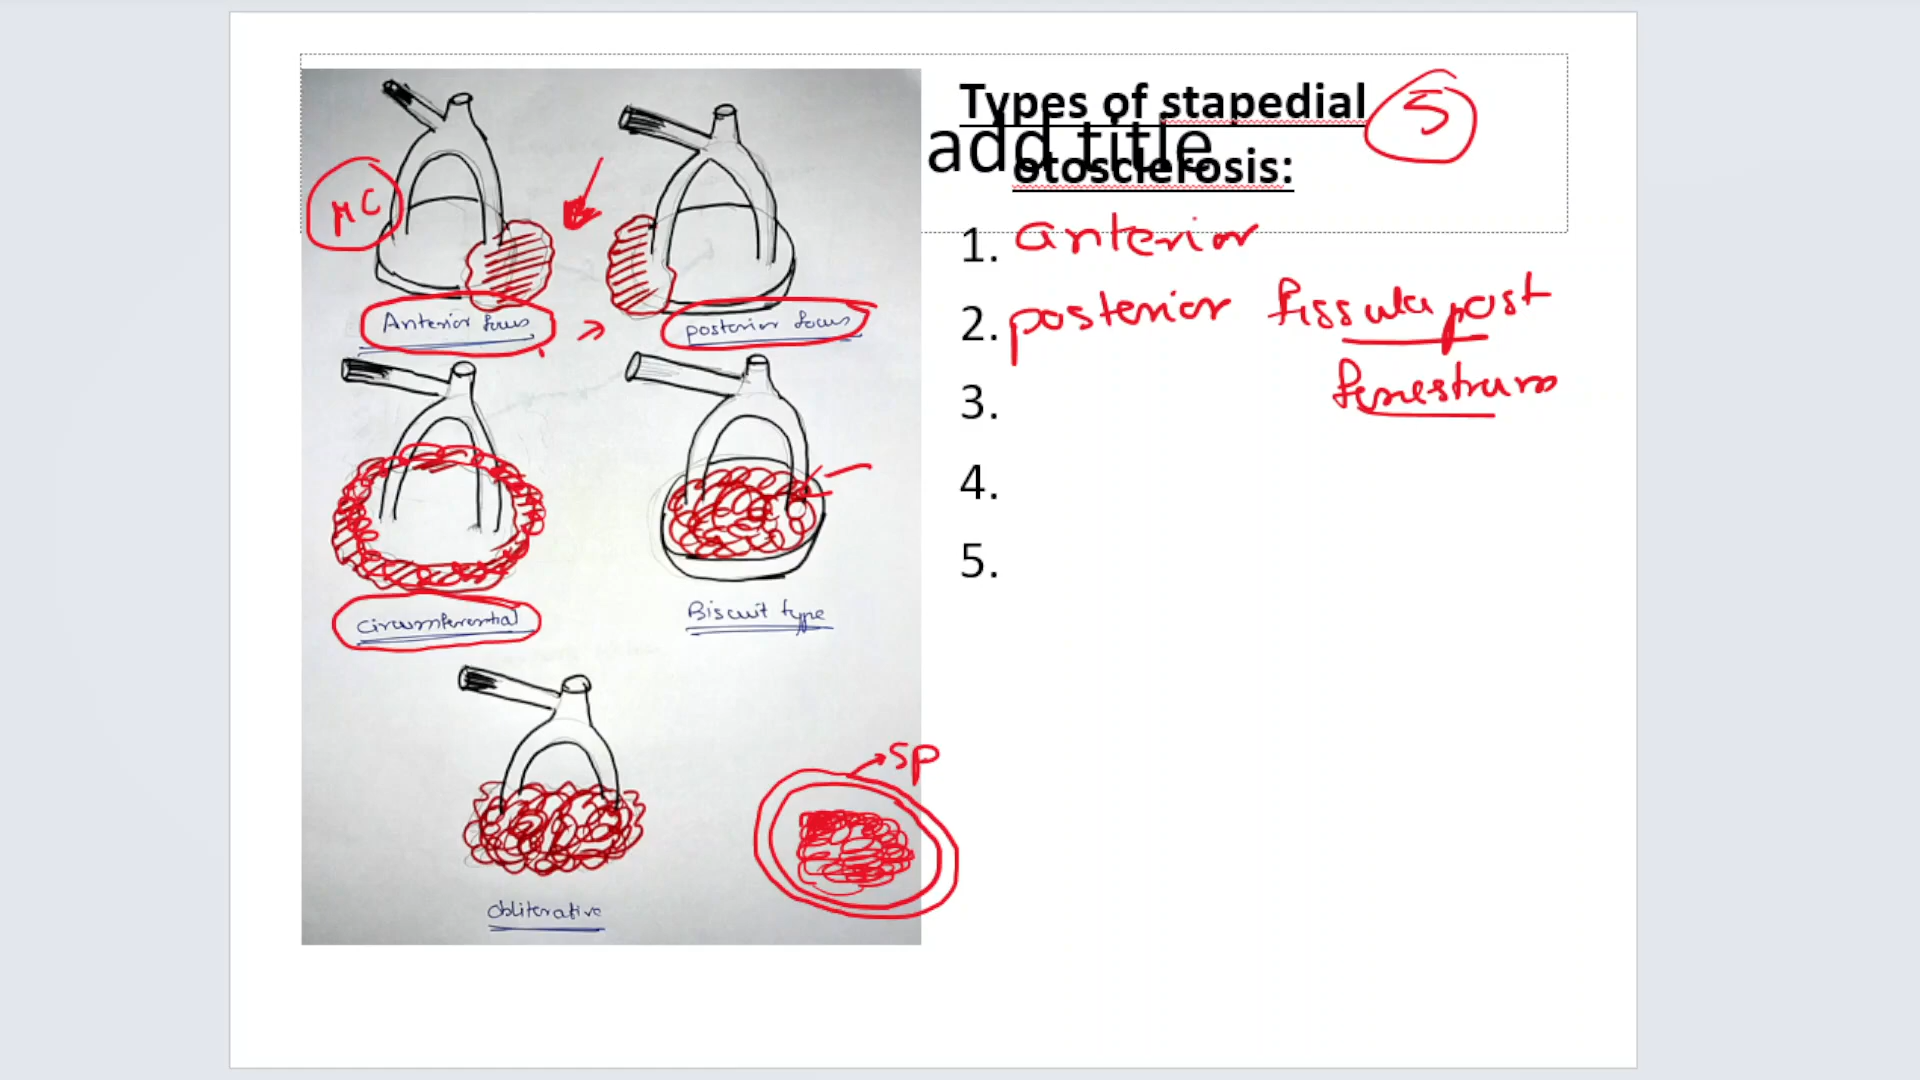 Types of stapedial 5
add title
otosclerosis:
MC
1. anterior
2. posterior fissula post
fenestram
3.
4.
5.
Anterior focus > posterior focus
Circumferential
Biscuit type
SP
Obliterative